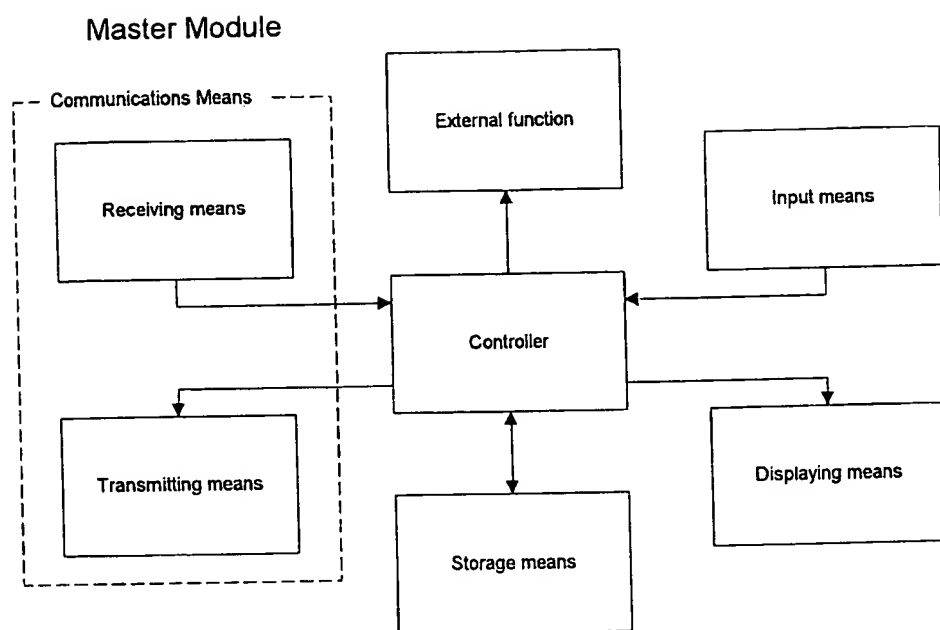 Master Module
Communications Means
External function
Receiving means
Input means
Controller
Transmitting means
Displaying means
Storage means